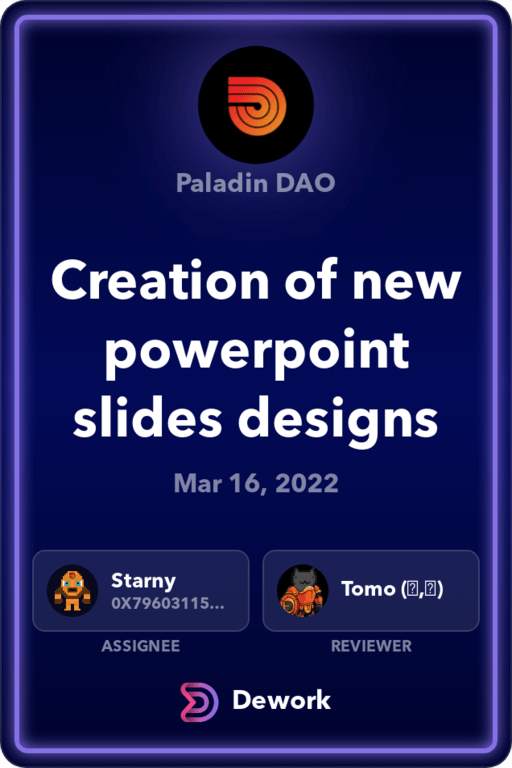 Paladin DAO
Creation of new
powerpoint
slides designs
Mar 16, 2022
Starny
0X79603115...
ASSIGNEE
Tomo (▯,▯)
REVIEWER
Dework